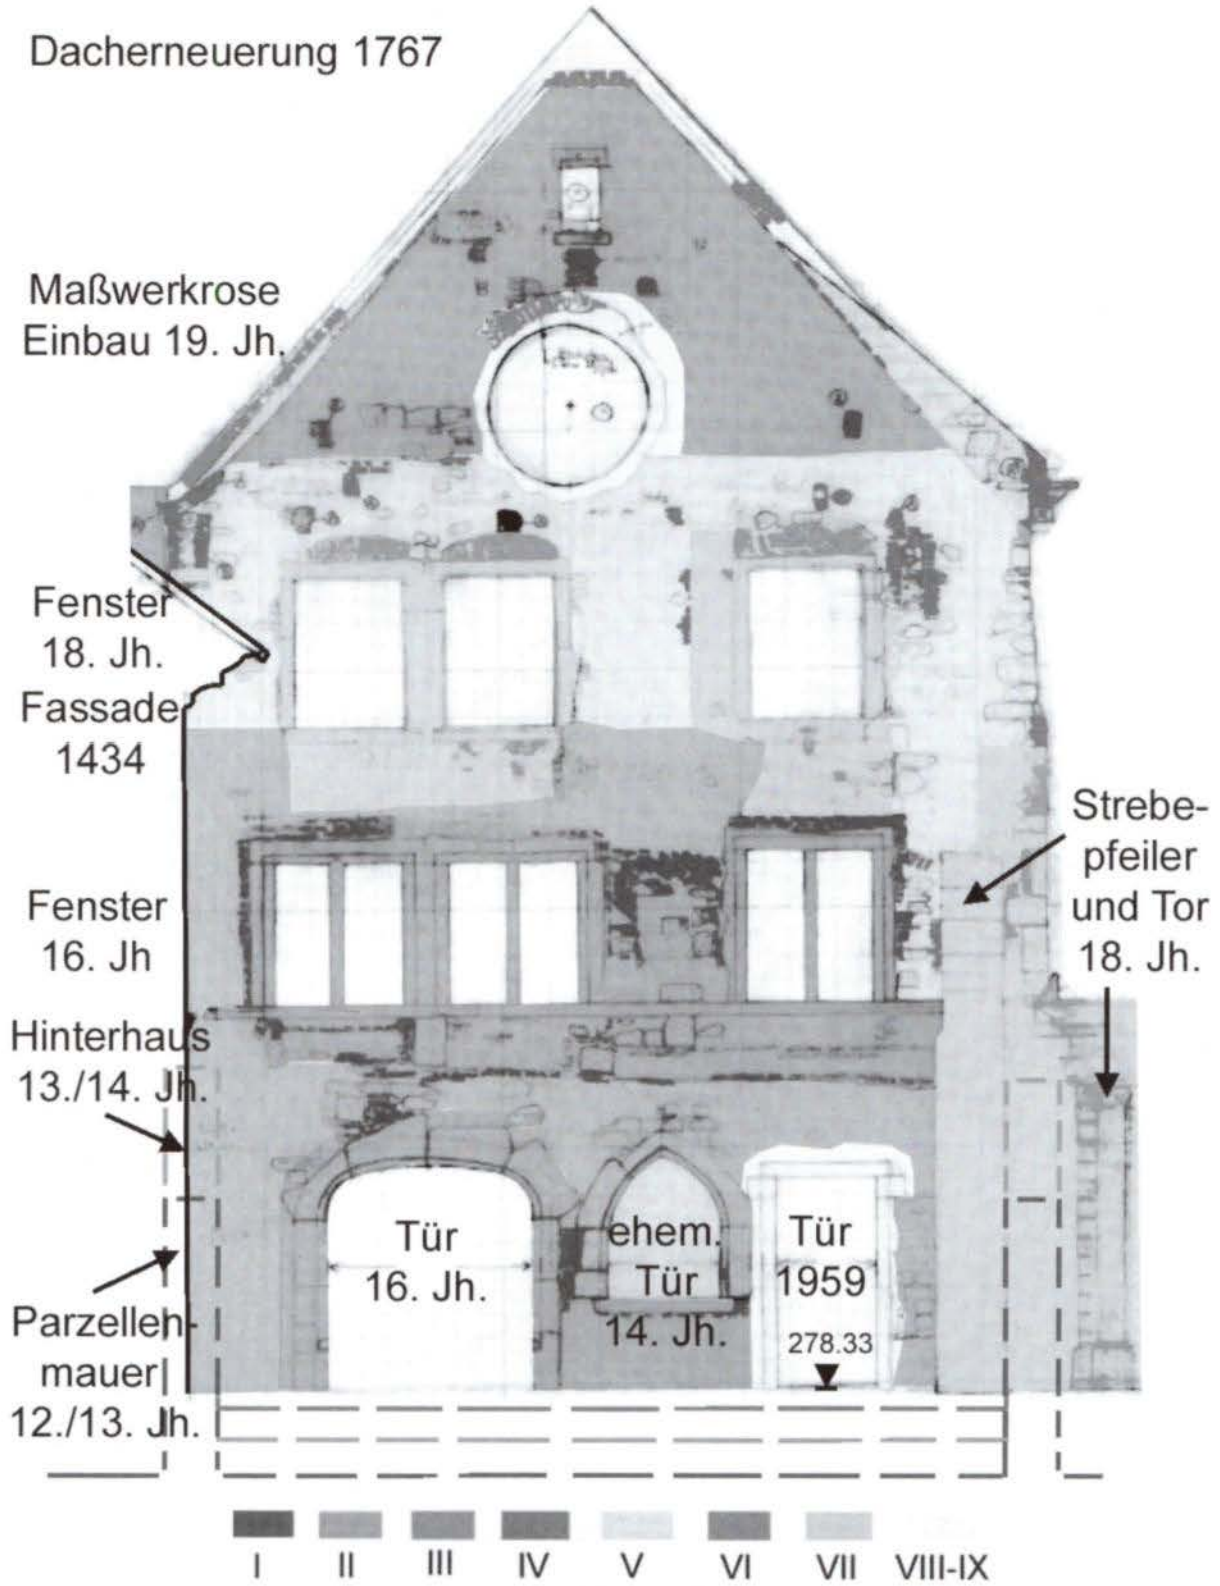 Dacherneuerung 1767
Maßwerkrose
Einbau 19. Jh.
Fenster
18. Jh.
Fassade
1434
Strebe-
pfeiler
und Tor
18. Jh.
Fenster
16. Jh
Hinterhaus
13./14. Jh.
Tür
16. Jh.
ehem.
Tür
14. Jh.
Tür
1959
278.33
Parzellen-
mauer
12./13. Jh.
I II III IV V VI VII VIII-IX